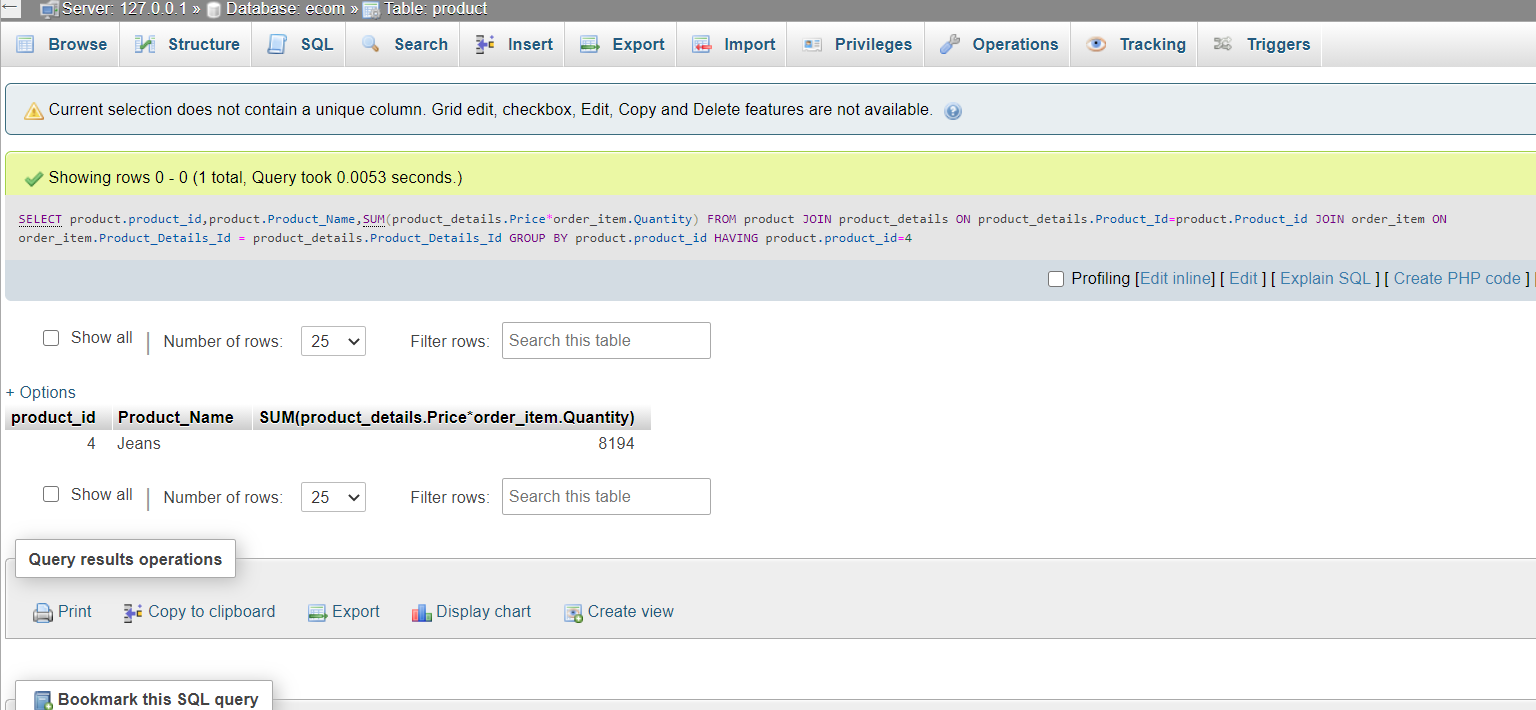 Server: 127.0.0.1 » Database: ecom » Table: product
Browse Structure SQL Search Insert Export Import Privileges Operations Tracking Triggers
Current selection does not contain a unique column. Grid edit, checkbox, Edit, Copy and Delete features are not available.
Showing rows 0 - 0 (1 total, Query took 0.0053 seconds.)
SELECT product.product_id,product.Product_Name,SUM(product_details.Price*order_item.Quantity) FROM product JOIN product_details ON product_details.Product_Id=product.Product_id JOIN order_item ON
order_item.Product_Details_Id = product_details.Product_Details_Id GROUP BY product.product_id HAVING product.product_id=4
Profiling [Edit inline] [ Edit ] [ Explain SQL ] [ Create PHP code ] [
Show all | Number of rows: 25 Filter rows: Search this table
+ Options
product_id Product_Name SUM(product_details.Price*order_item.Quantity)
4 Jeans 8194
Show all | Number of rows: 25 Filter rows: Search this table
Query results operations
Print Copy to clipboard Export Display chart Create view
Bookmark this SQL query